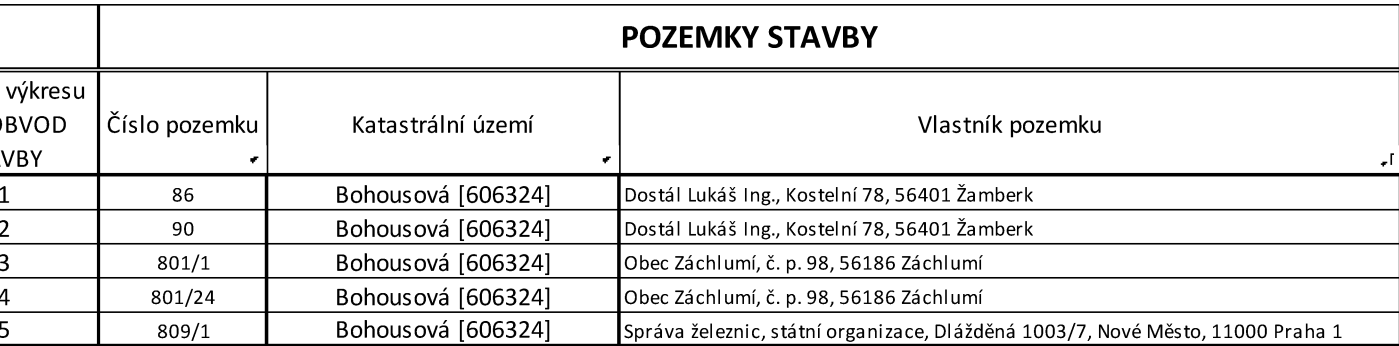 POZEMKY STAVBY
výkresu
OBVOD Číslo pozemku Katastrální území Vlastník pozemku
1 86 Bohousová [606324] Dostál Lukáš Ing., Kostelní 78, 56401 Žamberk
2 90 Bohousová [606324] Dostál Lukáš Ing., Kostelní 78, 56401 Žamberk
3 801/1 Bohousová [606324] Obec Záchlumí, č. p. 98, 56186 Záchlumí
4 801/24 Bohousová [606324] Obec Záchlumí, č. p. 98, 56186 Záchlumí
5 809/1 Bohousová [606324] Správa železnic, státní organizace, Dlážděná 1003/7, Nové Město, 11000 Praha 1